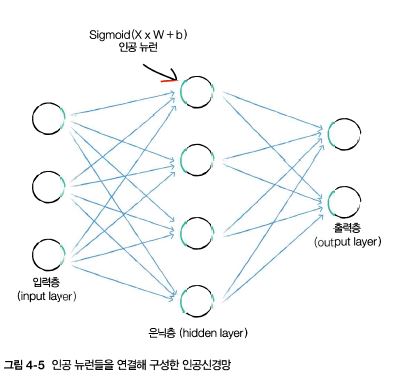 Sigmoid(X x W + b)
인공 뉴런
입력층
(input layer)
출력층
(output layer)
은닉층 (hidden layer)
그림 4-5 인공 뉴런들을 연결해 구성한 인공신경망